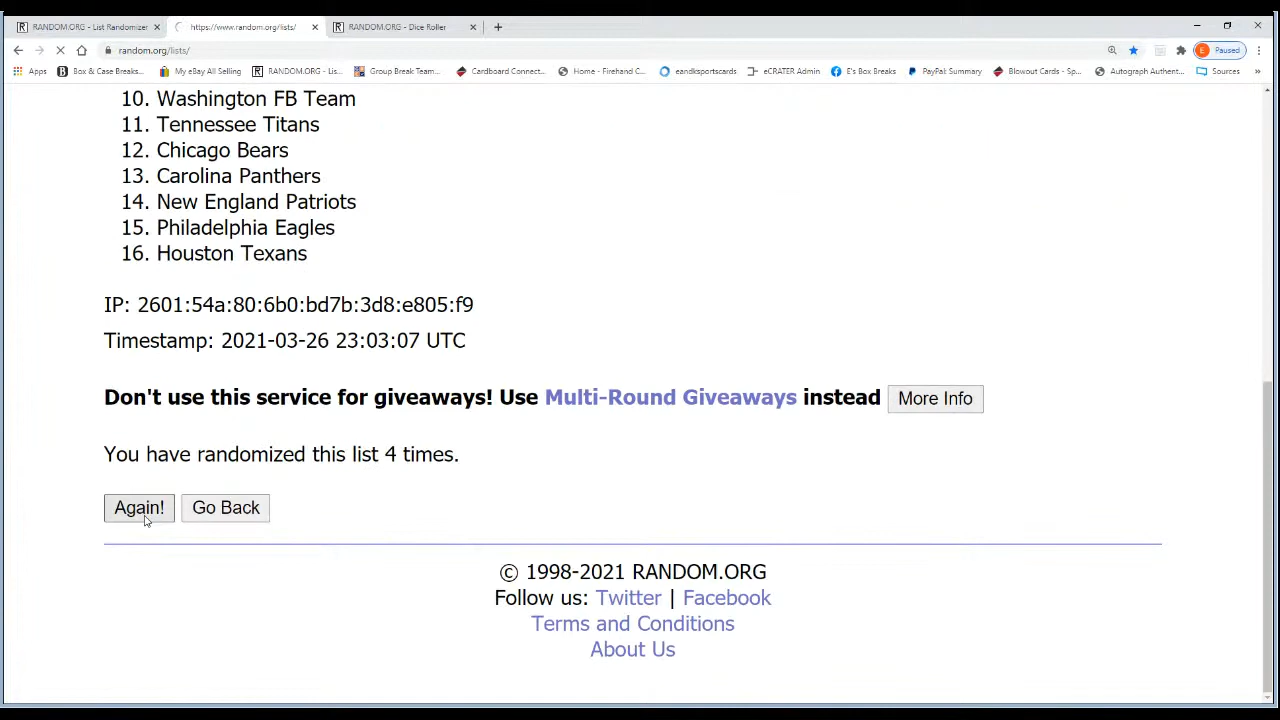 RANDOM.ORG - List Randomizer
https://www.random.org/lists/
RANDOM.ORG - Dice Roller
random.org/lists/
E Paused
Apps
Box & Case Breaks...
My eBay All Selling
RANDOM.ORG - Lis...
Group Break Team...
Cardboard Connect...
Home - Firehand C...
eandksportscards
eCRATER Admin
E's Box Breaks
PayPak Summary
Blowout Cards - Sp...
Autograph Authent...
Sources
10. Washington FB Team
11. Tennessee Titans
12. Chicago Bears
13. Carolina Panthers
14. New England Patriots
15. Philadelphia Eagles
16. Houston Texans
IP: 2601:54a:80:6b0:bd7b:3d8:e805:f9
Timestamp: 2021-03-26 23:03:07 UTC
Don't use this service for giveaways! Use Multi-Round Giveaways instead More Info
You have randomized this list 4 times.
Again! Go Back
© 1998-2021 RANDOM.ORG
Follow us: Twitter | Facebook
Terms and Conditions
About Us